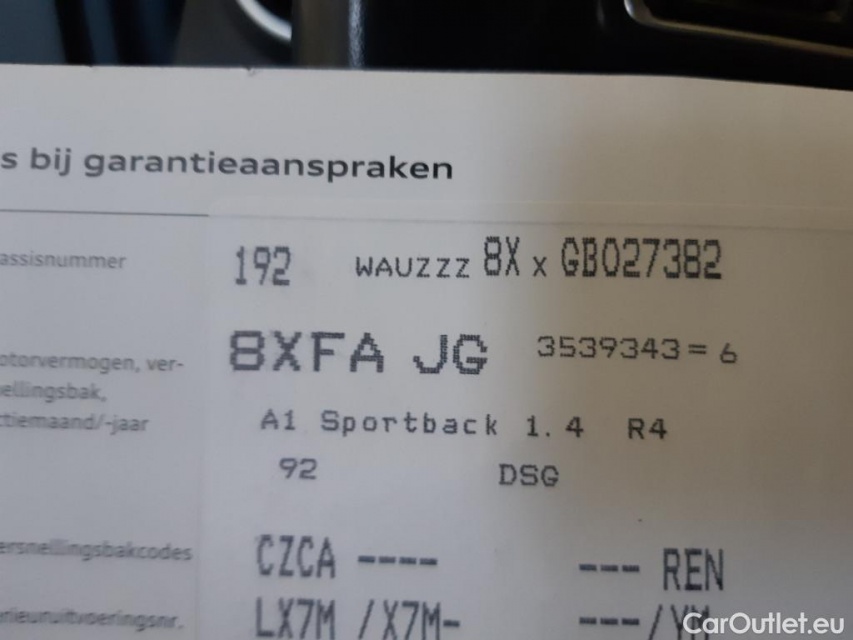 s bij garantieaanspraken
assisnummer 192 WAUZZZ 8X x GB027382
8XFA JG 3539343= 6
otorvermogen, ver-
ellingsbak,
tiemaand/-jaar A1 Sportback 1.4 R4
92 DSG
ersnellingsbakcodes CZCA ---- --- REN
rieuruitvoeringsnr. LX7M /X7M- ---/YM
CarOutlet.eu